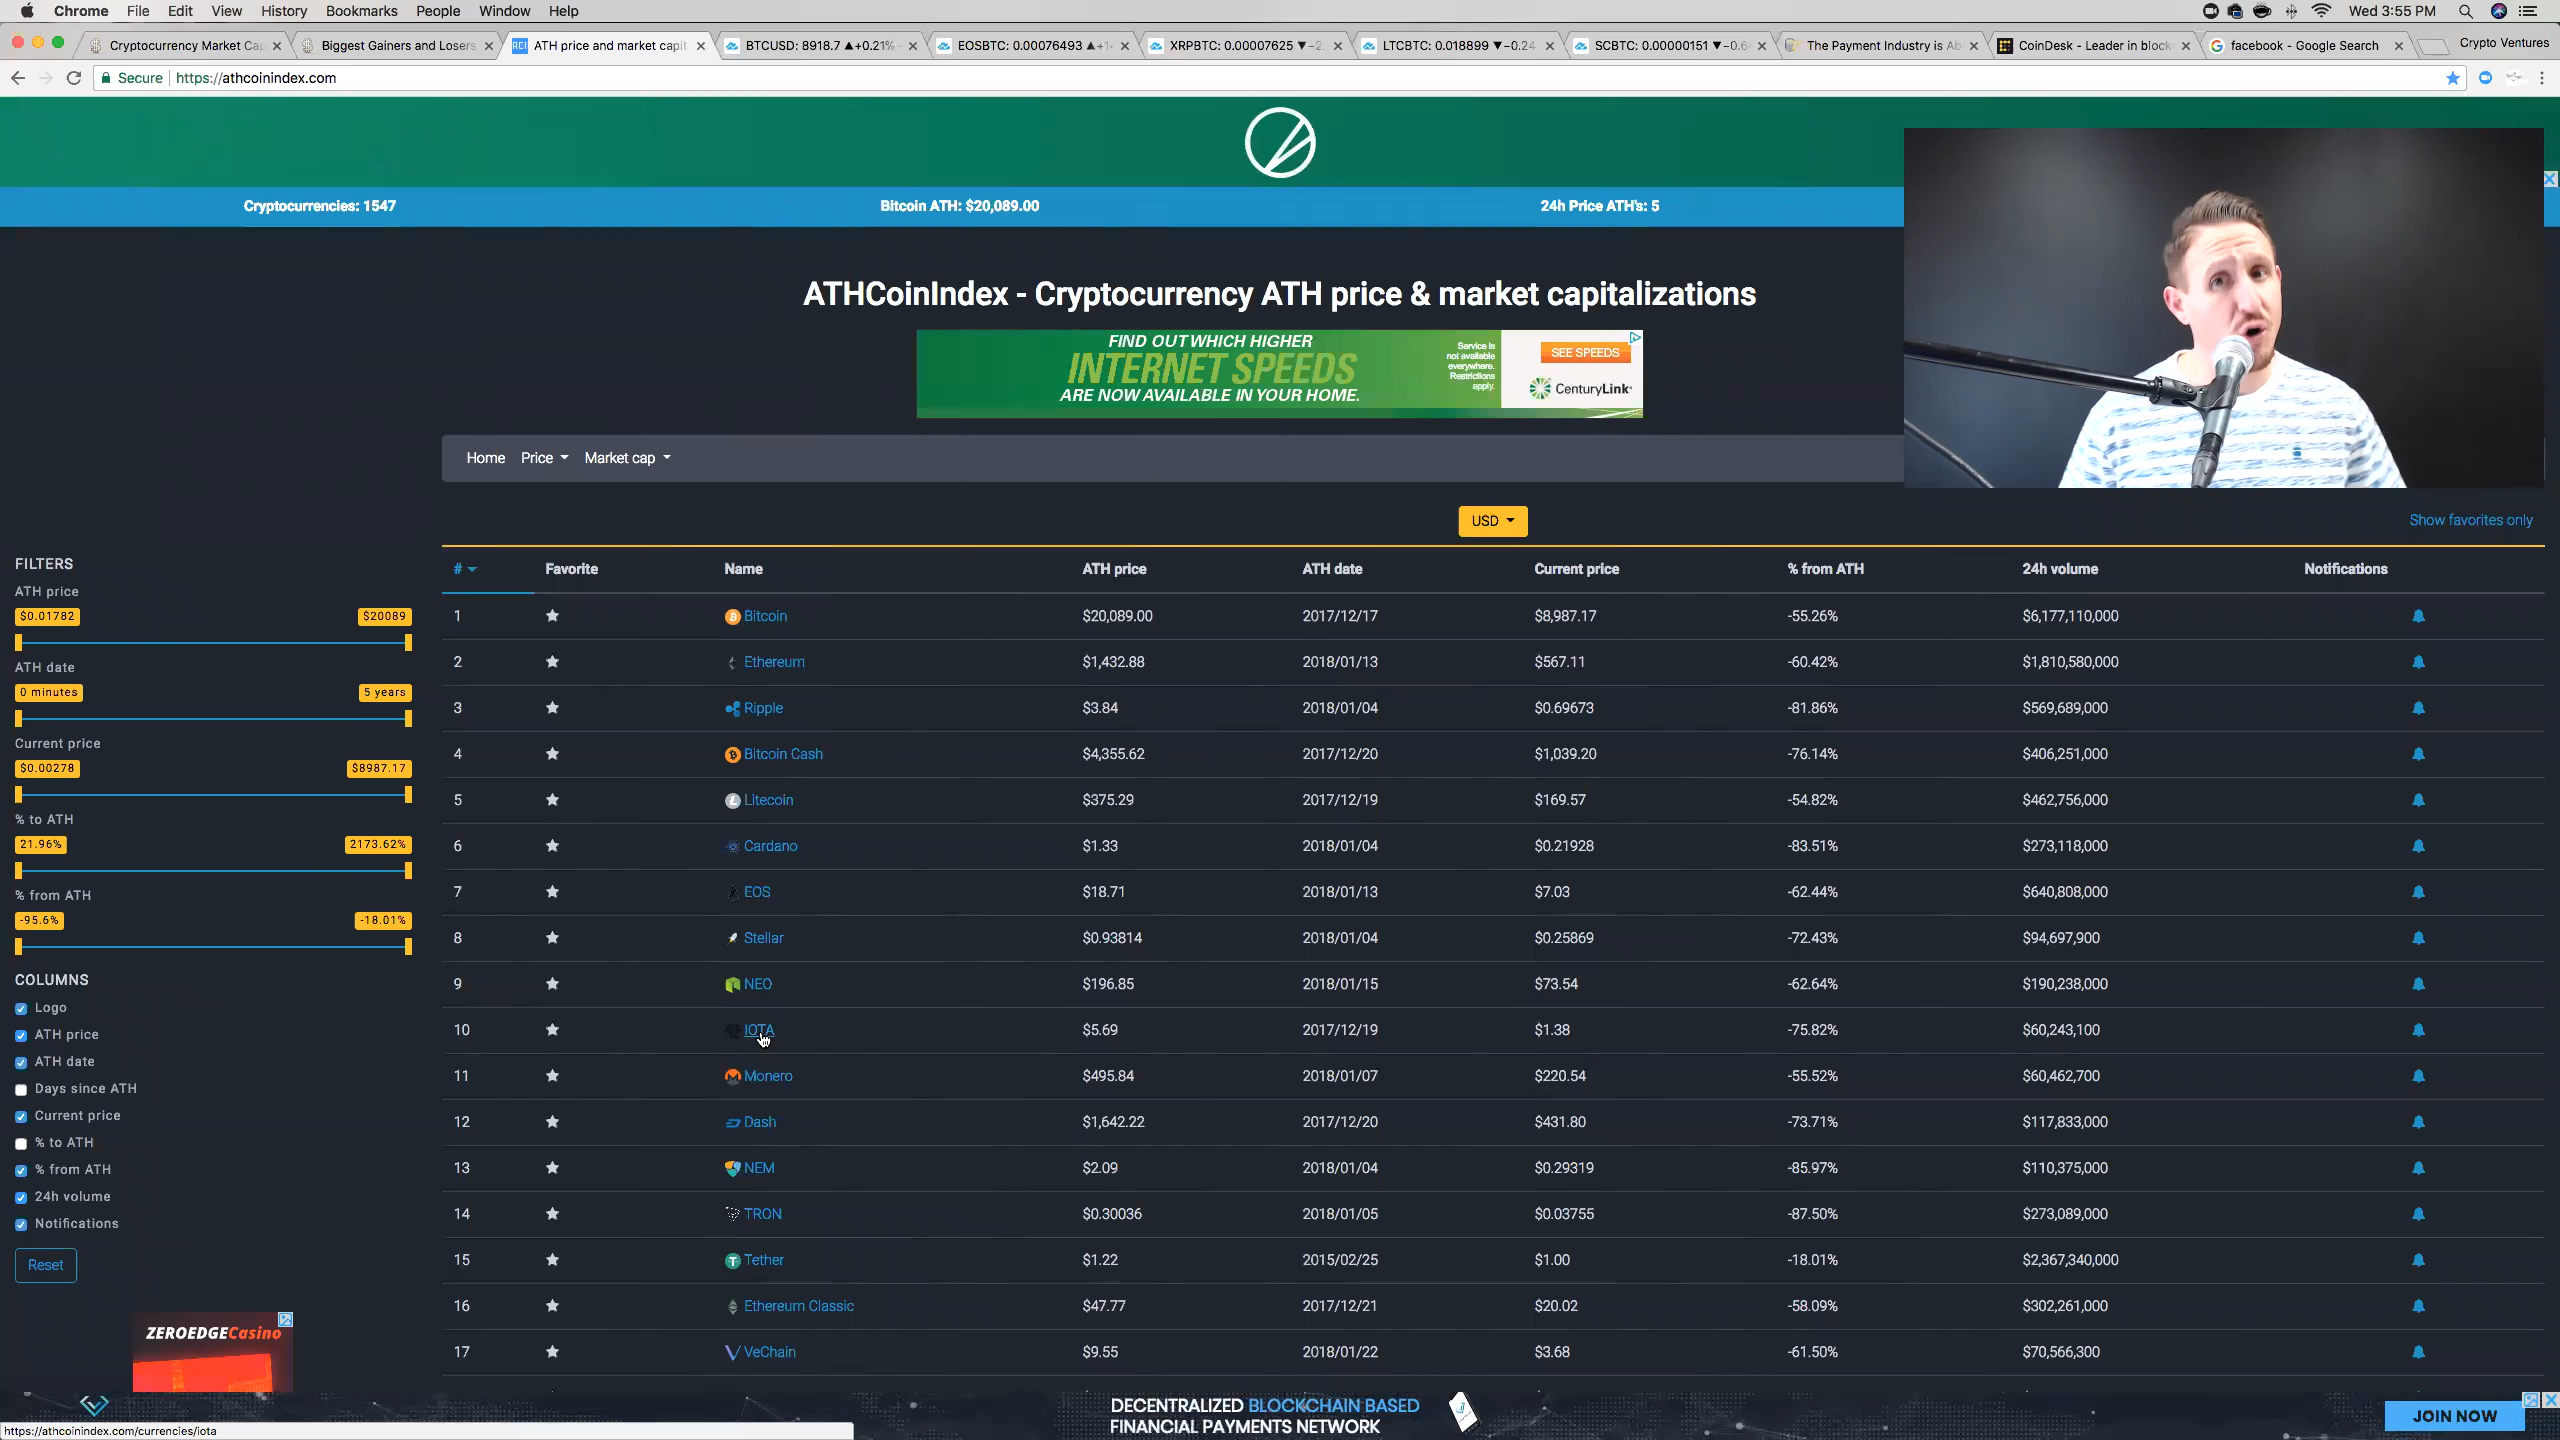 Chrome File Edit View History Bookmarks People Window Help Wed 3:55 PM
Cryptocurrency Market Ca Biggest Gainers and Losers ATH price and market capit BTCUSD: 8918.7 ▲+0.21% EOSBTC: 0.00076493 ▲+1 XRPBTC: 0.00007625 ▼−2 LTCBTC: 0.018899 ▼−0.24 SCBTC: 0.00000151 ▼−0.6 The Payment Industry is Ab CoinDesk - Leader in block facebook - Google Search Crypto Ventures
Secure https://athcoinindex.com
Cryptocurrencies: 1547 Bitcoin ATH: $20,089.00 24h Price ATH's: 5
ATHCoinIndex - Cryptocurrency ATH price & market capitalizations
FIND OUT WHICH HIGHER
INTERNET SPEEDS
ARE NOW AVAILABLE IN YOUR HOME.
Service is
not available
everywhere.
Restrictions
apply.
SEE SPEEDS
CenturyLink
Home Price Market cap
USD
Show favorites only
FILTERS
ATH price
$0.01782 $20089
ATH date
0 minutes 5 years
Current price
$0.00278 $8987.17
% to ATH
21.96% 2173.62%
% from ATH
-95.6% -18.01%
COLUMNS
Logo
ATH price
ATH date
Days since ATH
Current price
% to ATH
% from ATH
24h volume
Notifications
Reset
ZEROEDGECasino
# Favorite Name ATH price ATH date Current price % from ATH 24h volume Notifications
1 Bitcoin $20,089.00 2017/12/17 $8,987.17 -55.26% $6,177,110,000
2 Ethereum $1,432.88 2018/01/13 $567.11 -60.42% $1,810,580,000
3 Ripple $3.84 2018/01/04 $0.69673 -81.86% $569,689,000
4 Bitcoin Cash $4,355.62 2017/12/20 $1,039.20 -76.14% $406,251,000
5 Litecoin $375.29 2017/12/19 $169.57 -54.82% $462,756,000
6 Cardano $1.33 2018/01/04 $0.21928 -83.51% $273,118,000
7 EOS $18.71 2018/01/13 $7.03 -62.44% $640,808,000
8 Stellar $0.93814 2018/01/04 $0.25869 -72.43% $94,697,900
9 NEO $196.85 2018/01/15 $73.54 -62.64% $190,238,000
10 IOTA $5.69 2017/12/19 $1.38 -75.82% $60,243,100
11 Monero $495.84 2018/01/07 $220.54 -55.52% $60,462,700
12 Dash $1,642.22 2017/12/20 $431.80 -73.71% $117,833,000
13 NEM $2.09 2018/01/04 $0.29319 -85.97% $110,375,000
14 TRON $0.30036 2018/01/05 $0.03755 -87.50% $273,089,000
15 Tether $1.22 2015/02/25 $1.00 -18.01% $2,367,340,000
16 Ethereum Classic $47.77 2017/12/21 $20.02 -58.09% $302,261,000
17 VeChain $9.55 2018/01/22 $3.68 -61.50% $70,566,300
DECENTRALIZED BLOCKCHAIN BASED
FINANCIAL PAYMENTS NETWORK
JOIN NOW
https://athcoinindex.com/currencies/iota